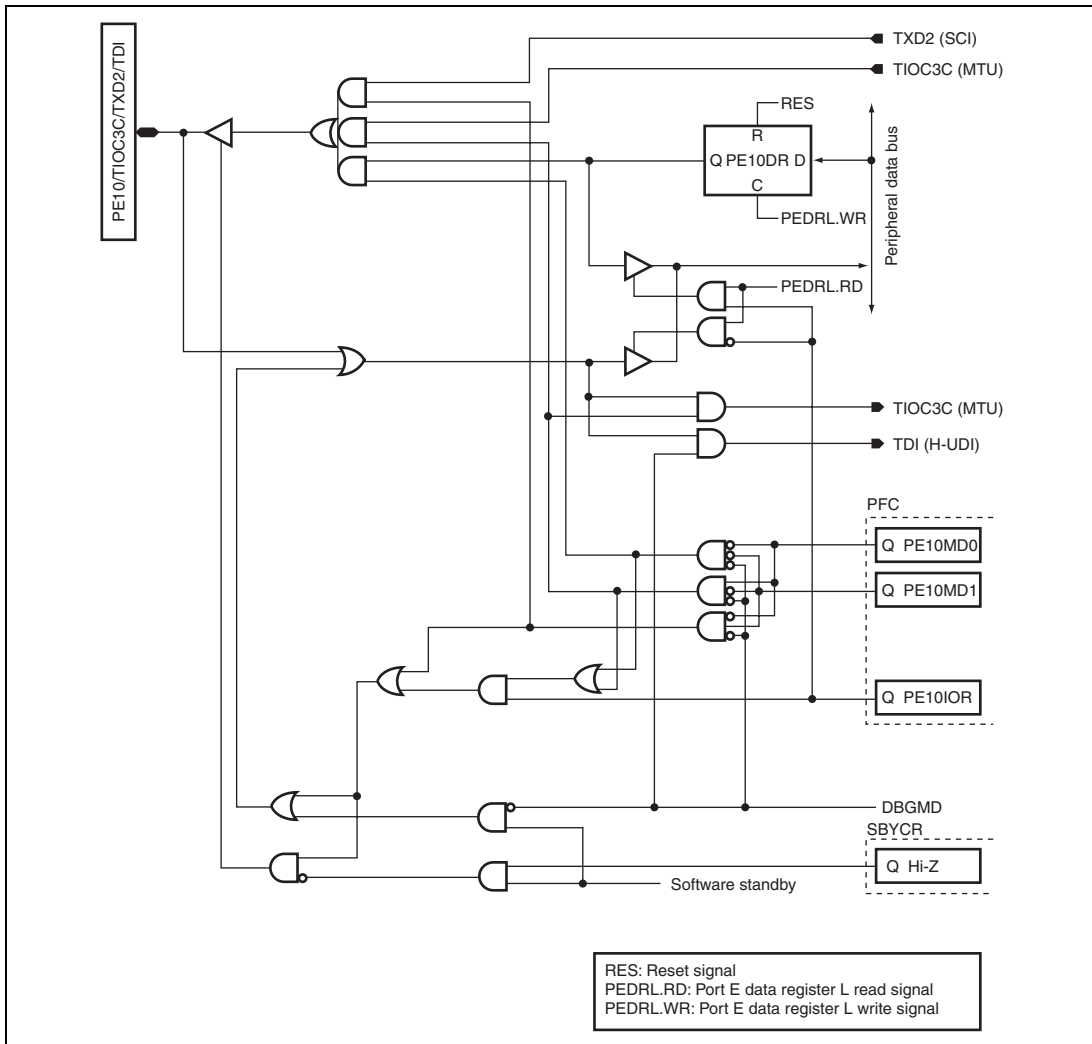 PE10/TIOC3C/TXD2/TDI
TXD2 (SCI)
TIOC3C (MTU)
RES
R
Q PE10DR D
C
PEDRL.WR
Peripheral data bus
PEDRL.RD
TIOC3C (MTU)
TDI (H-UDI)
PFC
Q PE10MD0
Q PE10MD1
Q PE10IOR
DBGMD
SBYCR
Q Hi-Z
Software standby
RES: Reset signal
PEDRL.RD: Port E data register L read signal
PEDRL.WR: Port E data register L write signal